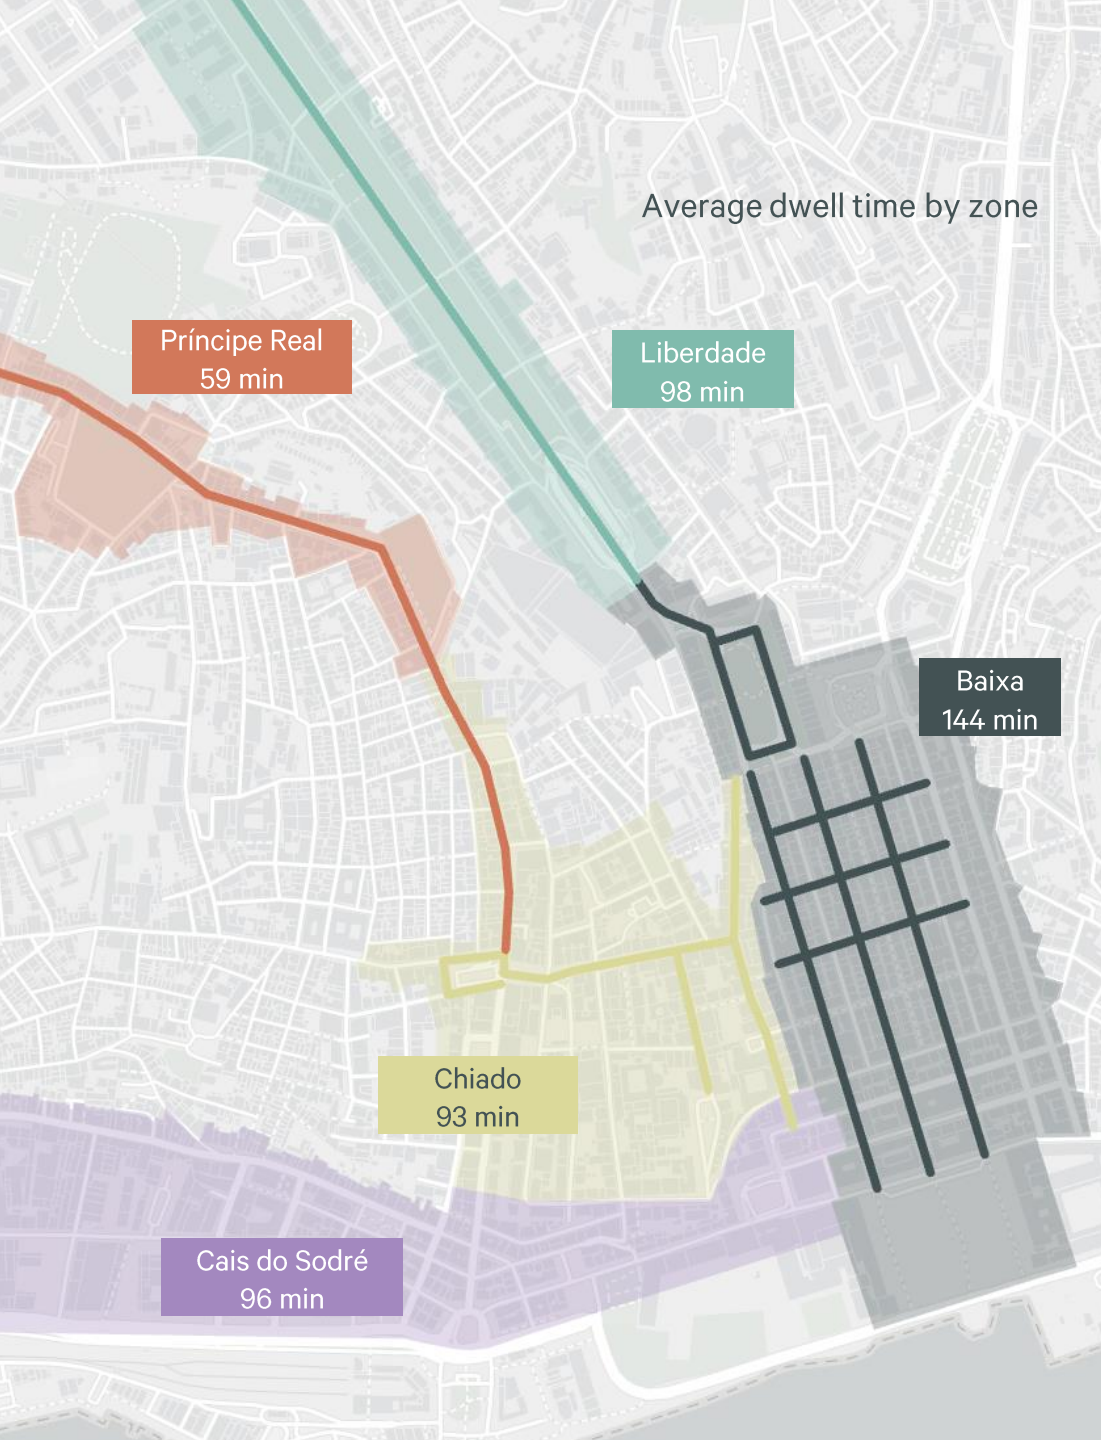 Average dwell time by zone
Príncipe Real
59 min
Liberdade
98 min
Baixa
144 min
Chiado
93 min
Cais do Sodré
96 min